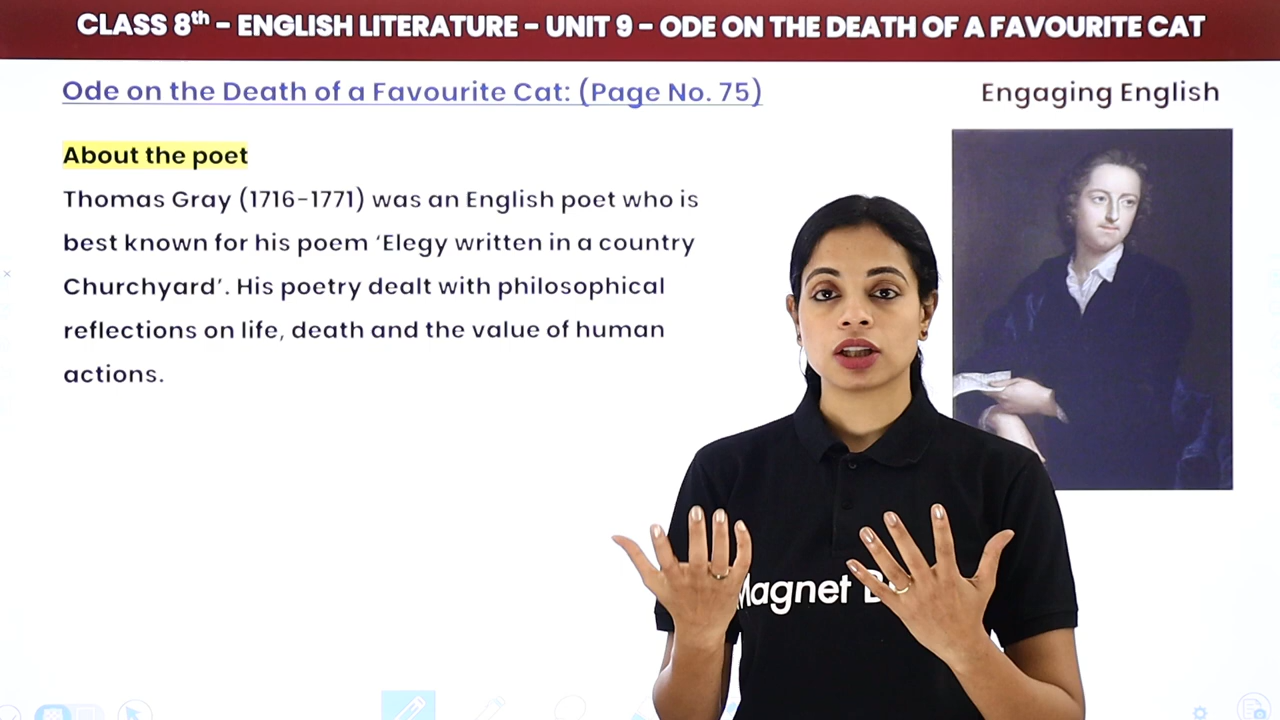 CLASS 8th – ENGLISH LITERATURE – UNIT 9 – ODE ON THE DEATH OF A FAVOURITE CAT
Ode on the Death of a Favourite Cat: (Page No. 75)
Engaging English
About the poet
Thomas Gray (1716-1771) was an English poet who is
best known for his poem ‘Elegy written in a country
Churchyard’. His poetry dealt with philosophical
reflections on life, death and the value of human
actions.
Magnet